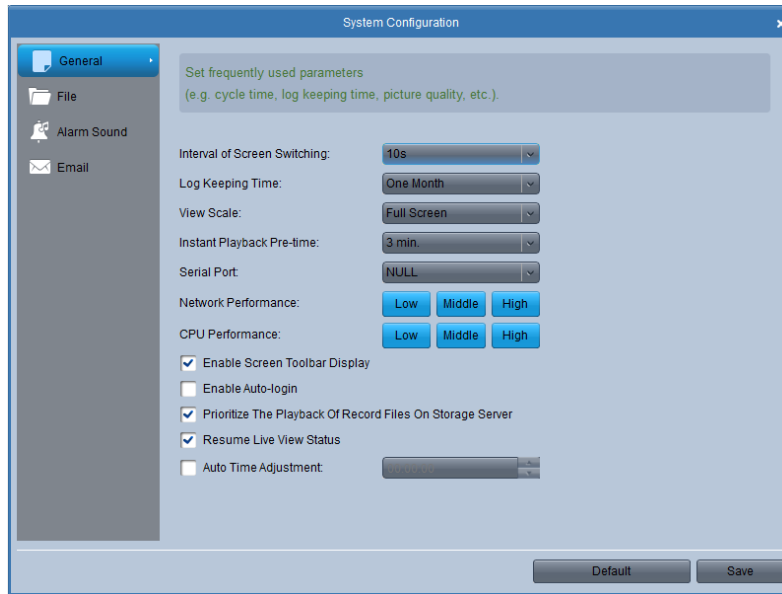 System Configuration
General
File
Alarm Sound
Email
Set frequently used parameters
(e.g. cycle time, log keeping time, picture quality, etc.).
Interval of Screen Switching: 10s
Log Keeping Time: One Month
View Scale: Full Screen
Instant Playback Pre-time: 3 min.
Serial Port: NULL
Network Performance: Low Middle High
CPU Performance: Low Middle High
Enable Screen Toolbar Display
Enable Auto-login
Prioritize The Playback Of Record Files On Storage Server
Resume Live View Status
Auto Time Adjustment: 00:00:00
Default Save